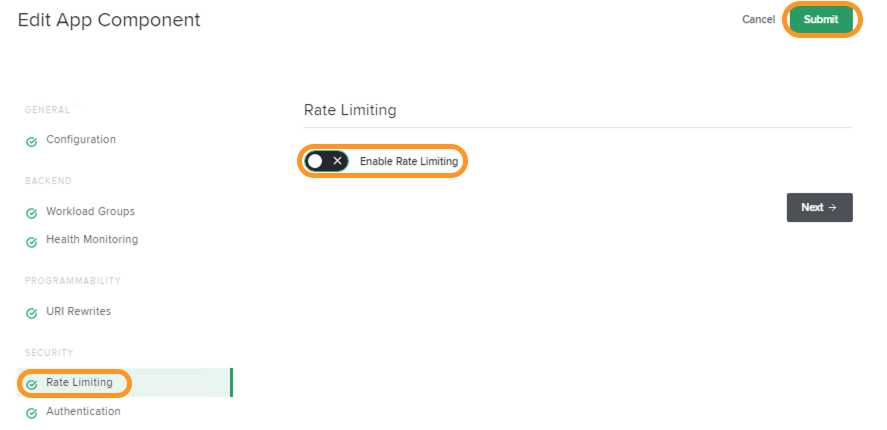 Edit App Component
Cancel
Submit
GENERAL
Configuration
BACKEND
Workload Groups
Health Monitoring
PROGRAMMABILITY
URI Rewrites
SECURITY
Rate Limiting
Authentication
Rate Limiting
Enable Rate Limiting
Next →